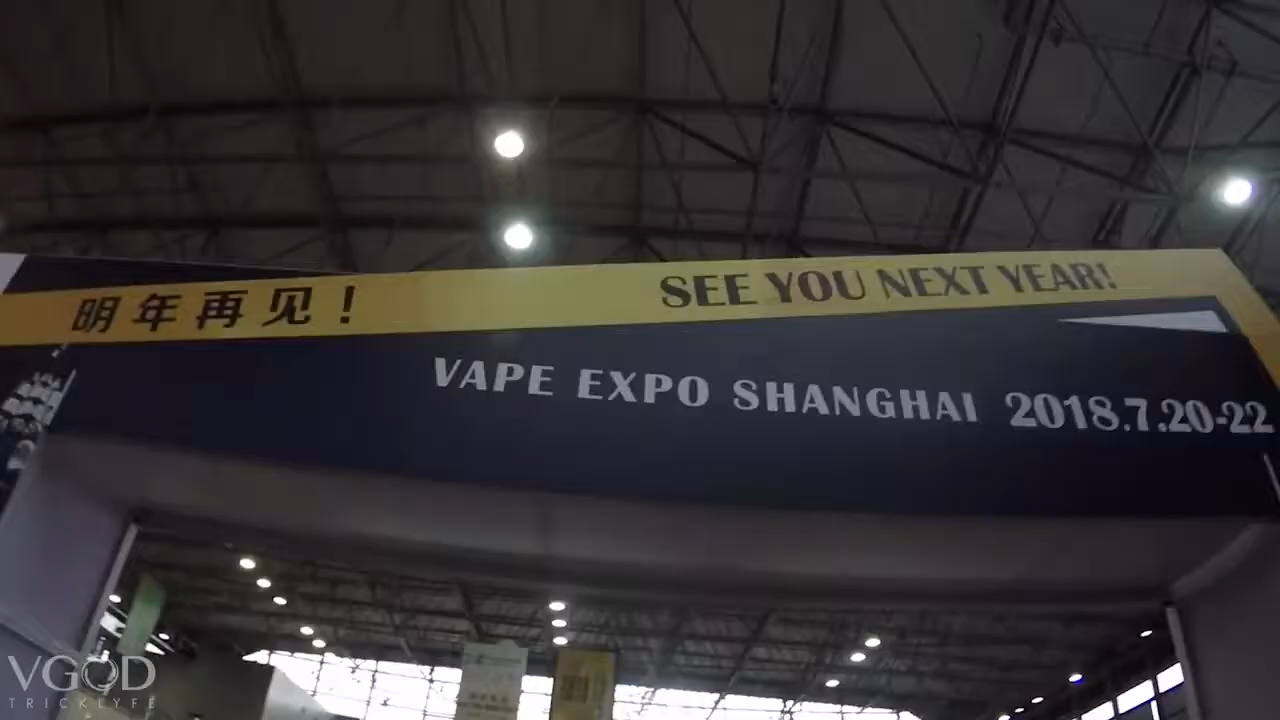 明年再见！
SEE YOU NEXT YEAR!
VAPE EXPO SHANGHAI 2018.7.20-22
VGOD
TRICKLYFE